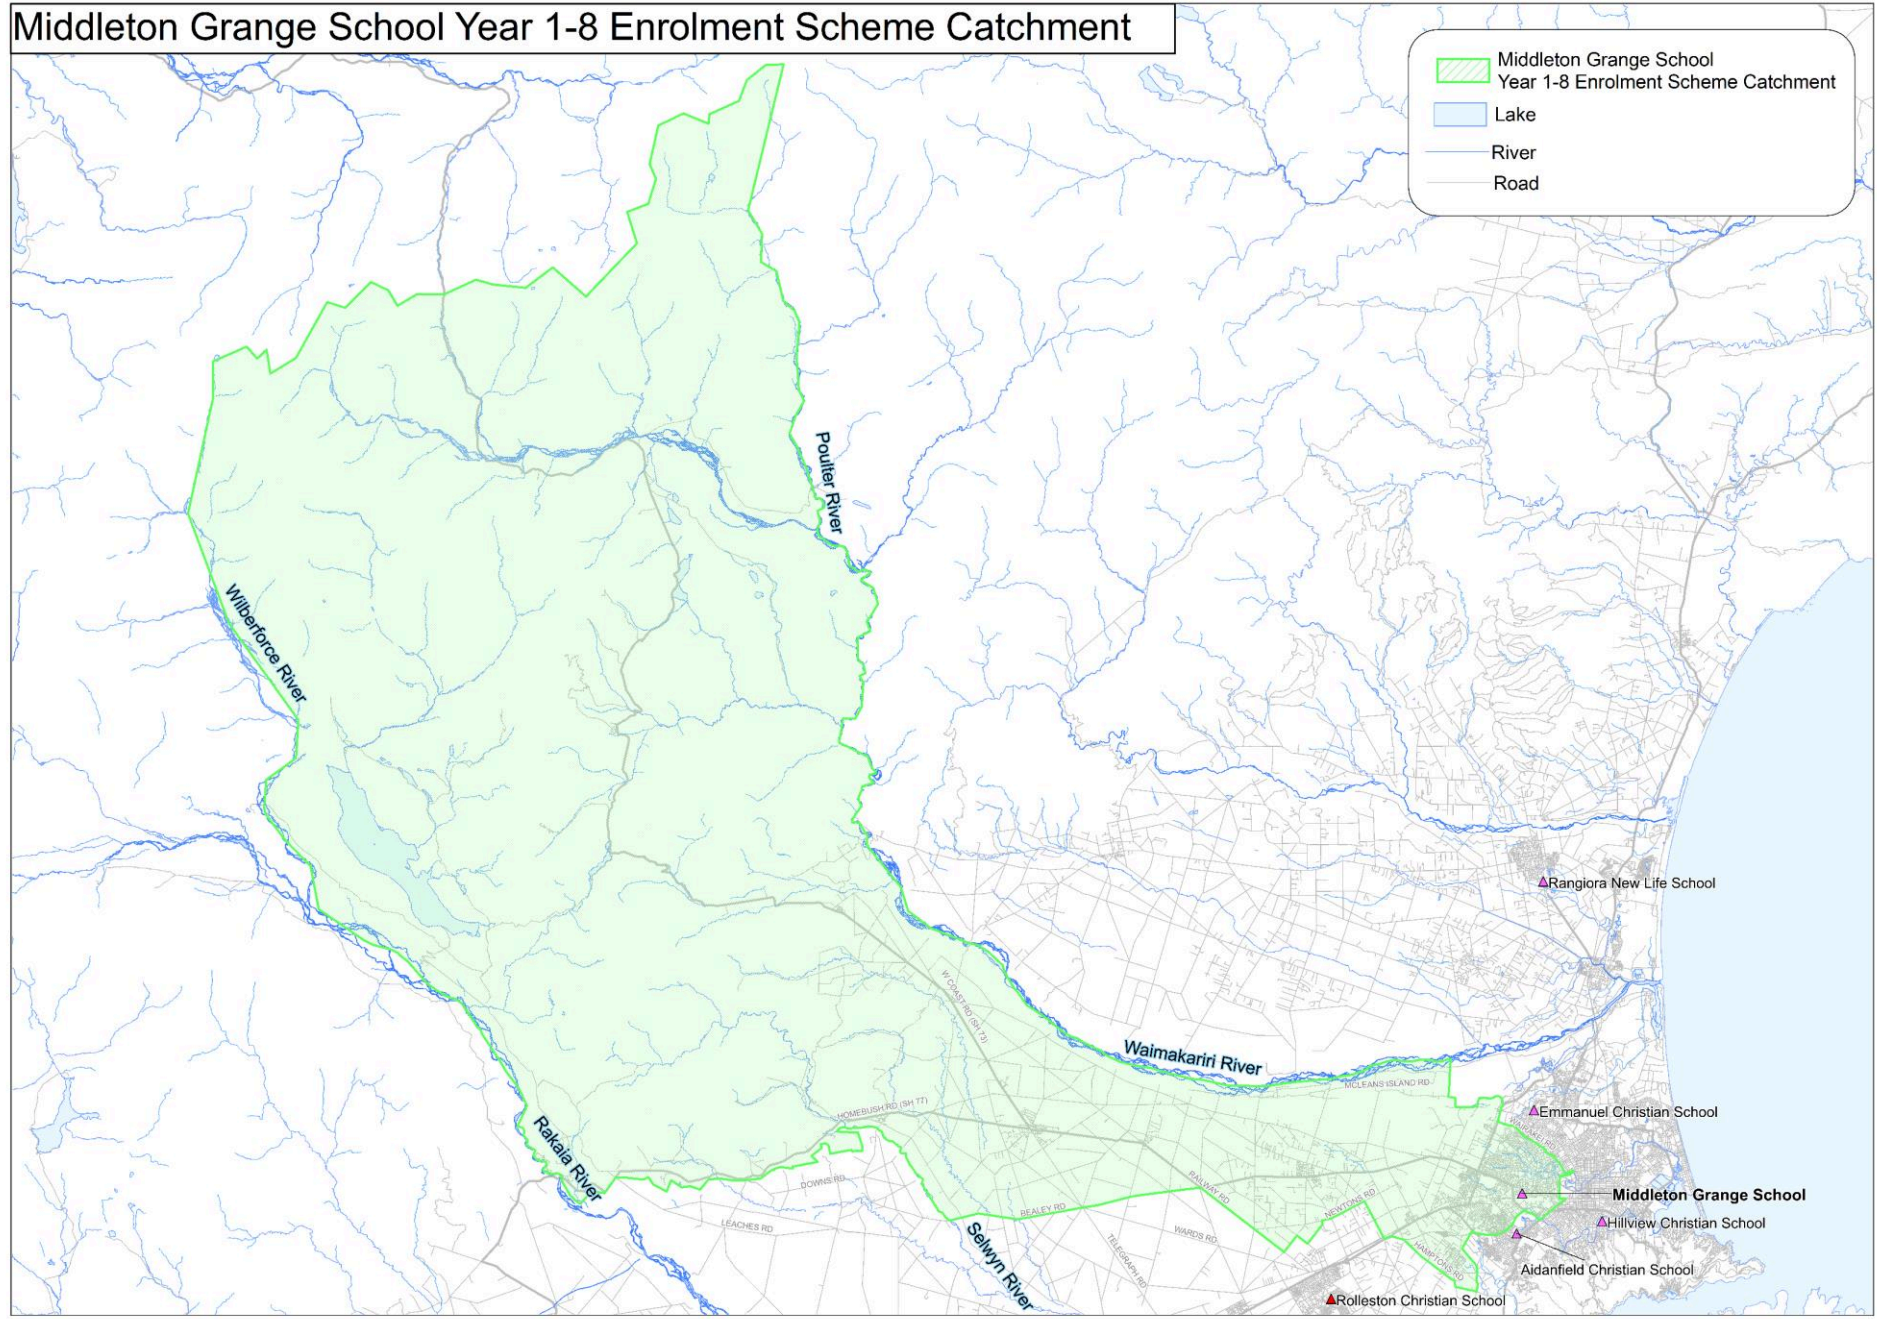 Middleton Grange School Year 1-8 Enrolment Scheme Catchment
Middleton Grange School
Year 1-8 Enrolment Scheme Catchment
Lake
River
Road
Poulter River
Wilberforce River
Rangiora New Life School
W COAST RD (SH 73)
Waimakariri River
MCLEANS ISLAND RD
HOMEBUSH RD (SH 77)
Emmanuel Christian School
WAIRAKEI RD
Rakaia River
DOWNS RD
RAILWAY RD
NEWTONS RD
Middleton Grange School
BEALEY RD
LEACHES RD
Selwyn River
WARDS RD
Hillview Christian School
TELEGRAPH RD
HAMPTONS RD
Aidanfield Christian School
Rolleston Christian School